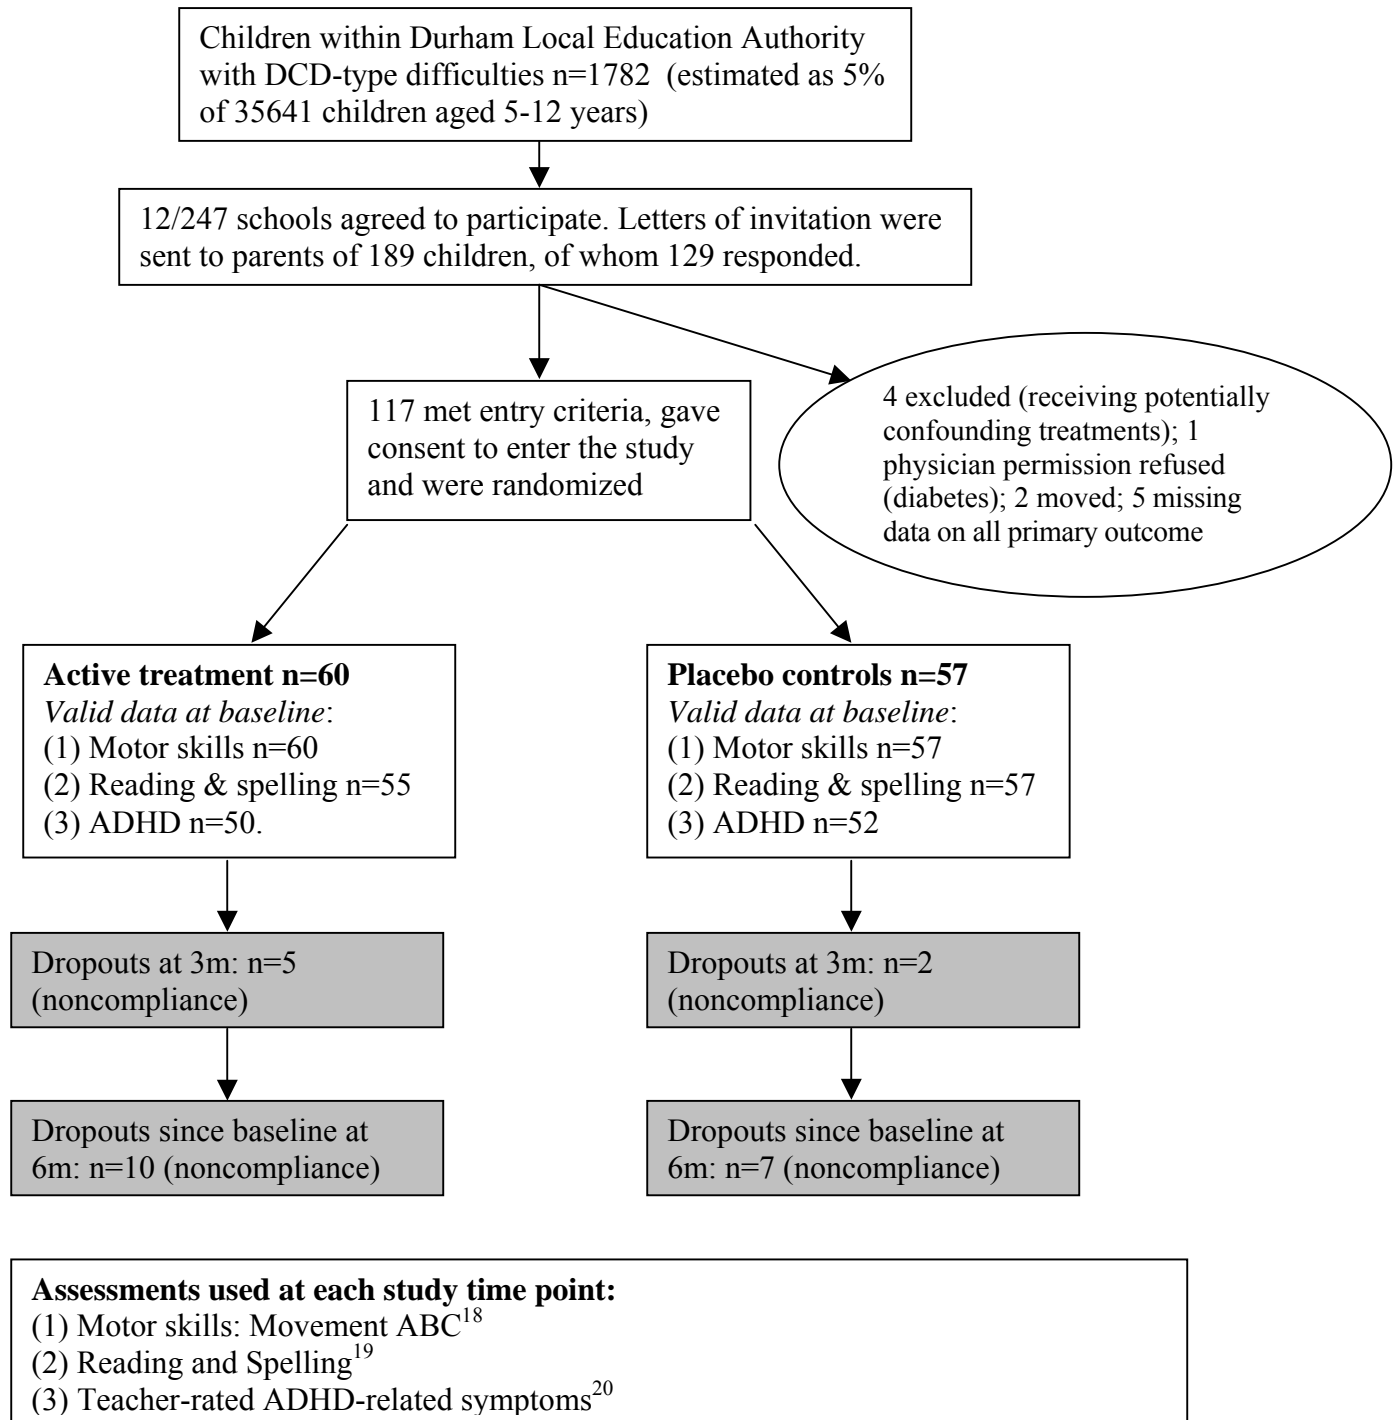 Children within Durham Local Education Authority
with DCD-type difficulties n=1782  (estimated as 5%
of 35641 children aged 5-12 years)
12/247 schools agreed to participate. Letters of invitation were
sent to parents of 189 children, of whom 129 responded.
117 met entry criteria, gave
consent to enter the study
and were randomized
4 excluded (receiving potentially
confounding treatments); 1
physician permission refused
(diabetes); 2 moved; 5 missing
data on all primary outcome
Active treatment n=60
Valid data at baseline:
(1) Motor skills n=60
(2) Reading & spelling n=55
(3) ADHD n=50.
Placebo controls n=57
Valid data at baseline:
(1) Motor skills n=57
(2) Reading & spelling n=57
(3) ADHD n=52
Dropouts at 3m: n=5
(noncompliance)
Dropouts at 3m: n=2
(noncompliance)
Dropouts since baseline at
6m: n=10 (noncompliance)
Dropouts since baseline at
6m: n=7 (noncompliance)
Assessments used at each study time point:
(1) Motor skills: Movement ABC18
(2) Reading and Spelling19
(3) Teacher-rated ADHD-related symptoms20